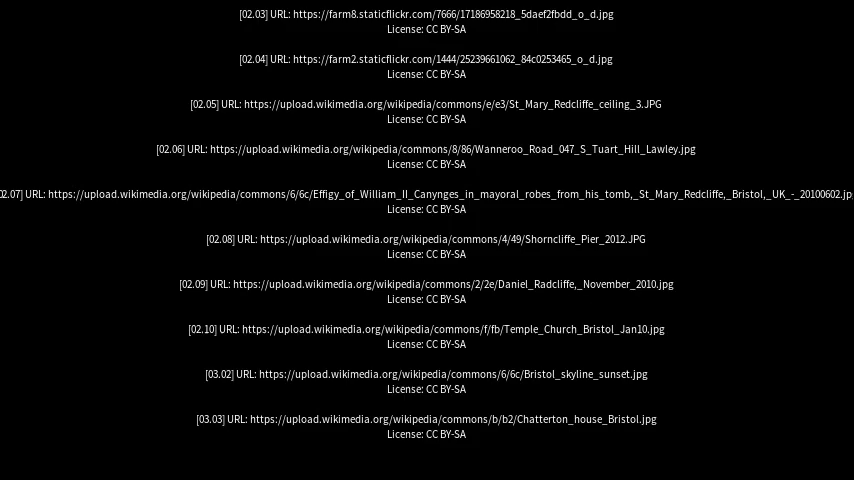 [02.03] URL: https://farm8.staticflickr.com/7666/17186958218_5daef2fbdd_o_d.jpg
License: CC BY-SA
[02.04] URL: https://farm2.staticflickr.com/1444/25239661062_84c0253465_o_d.jpg
License: CC BY-SA
[02.05] URL: https://upload.wikimedia.org/wikipedia/commons/e/e3/St_Mary_Redcliffe_ceiling_3.JPG
License: CC BY-SA
[02.06] URL: https://upload.wikimedia.org/wikipedia/commons/8/86/Wanneroo_Road_047_S_Tuart_Hill_Lawley.jpg
License: CC BY-SA
02.07] URL: https://upload.wikimedia.org/wikipedia/commons/6/6c/Effigy_of_William_II_Canynges_in_mayoral_robes_from_his_tomb,_St_Mary_Redcliffe,_Bristol,_UK_-_20100602.jp
License: CC BY-SA
[02.08] URL: https://upload.wikimedia.org/wikipedia/commons/4/49/Shorncliffe_Pier_2012.JPG
License: CC BY-SA
[02.09] URL: https://upload.wikimedia.org/wikipedia/commons/2/2e/Daniel_Radcliffe,_November_2010.jpg
License: CC BY-SA
[02.10] URL: https://upload.wikimedia.org/wikipedia/commons/f/fb/Temple_Church_Bristol_Jan10.jpg
License: CC BY-SA
[03.02] URL: https://upload.wikimedia.org/wikipedia/commons/6/6c/Bristol_skyline_sunset.jpg
License: CC BY-SA
[03.03] URL: https://upload.wikimedia.org/wikipedia/commons/b/b2/Chatterton_house_Bristol.jpg
License: CC BY-SA